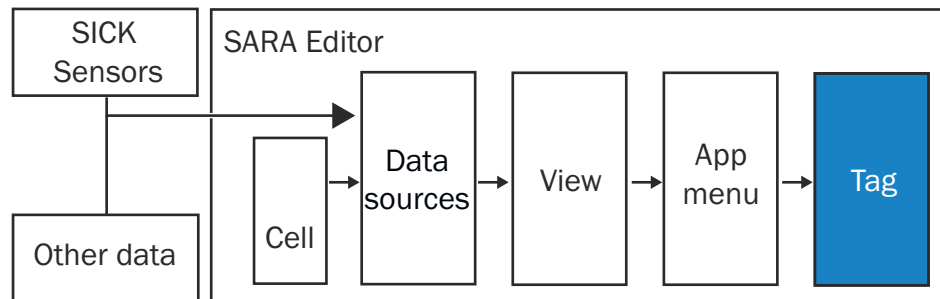 SICK
Sensors
Other data
SARA Editor
Cell
Data
sources
View
App
menu
Tag